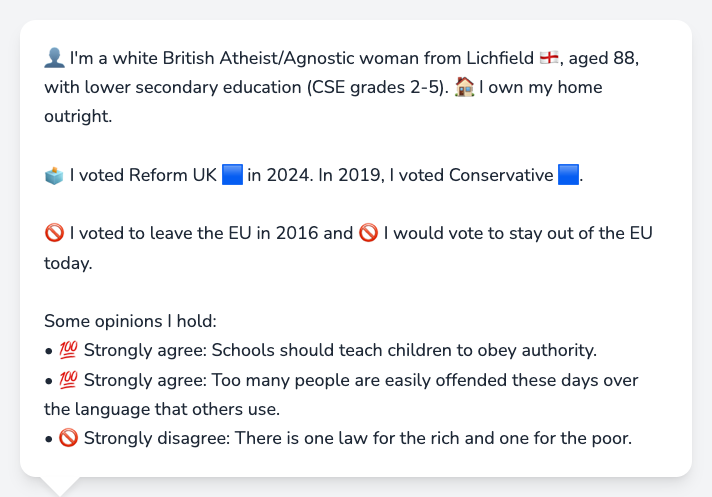 👤 I'm a white British Atheist/Agnostic woman from Lichfield 🏴󠁧󠁢󠁥󠁮󠁧󠁿, aged 88,
with lower secondary education (CSE grades 2-5). 🏠 I own my home
outright.
🗳️ I voted Reform UK 🟦 in 2024. In 2019, I voted Conservative 🟦.
🚫 I voted to leave the EU in 2016 and 🚫 I would vote to stay out of the EU
today.
Some opinions I hold:
• 💯 Strongly agree: Schools should teach children to obey authority.
• 💯 Strongly agree: Too many people are easily offended these days over
the language that others use.
• 🚫 Strongly disagree: There is one law for the rich and one for the poor.